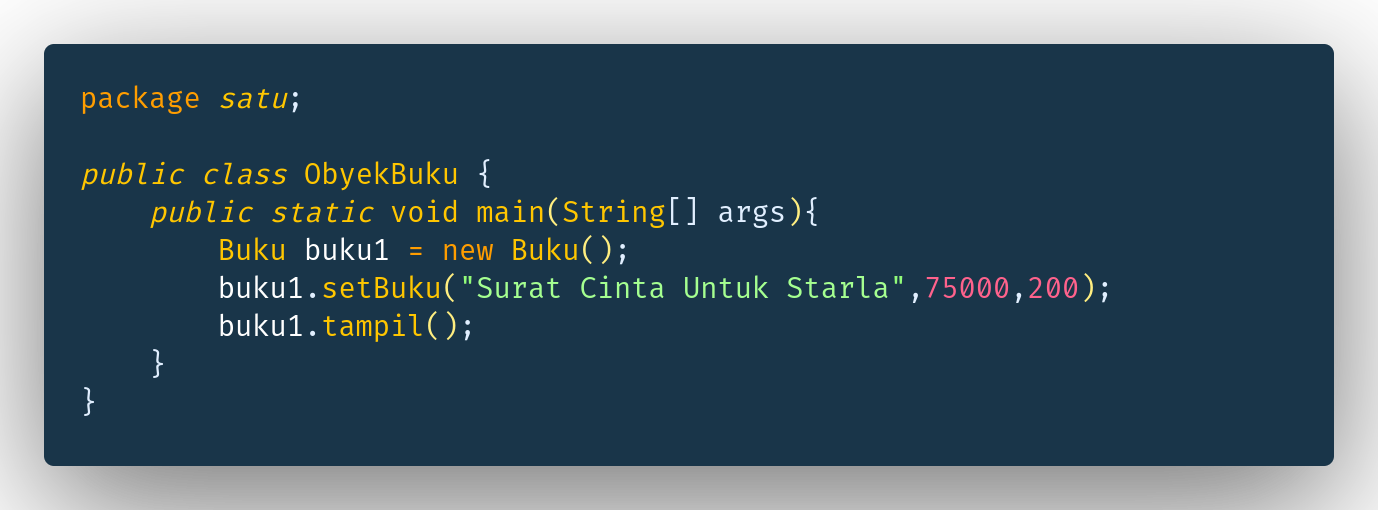 package satu;
public class ObyekBuku {
    public static void main(String[] args){
        Buku buku1 = new Buku();
        buku1.setBuku("Surat Cinta Untuk Starla",75000,200);
        buku1.tampil();
    }
}